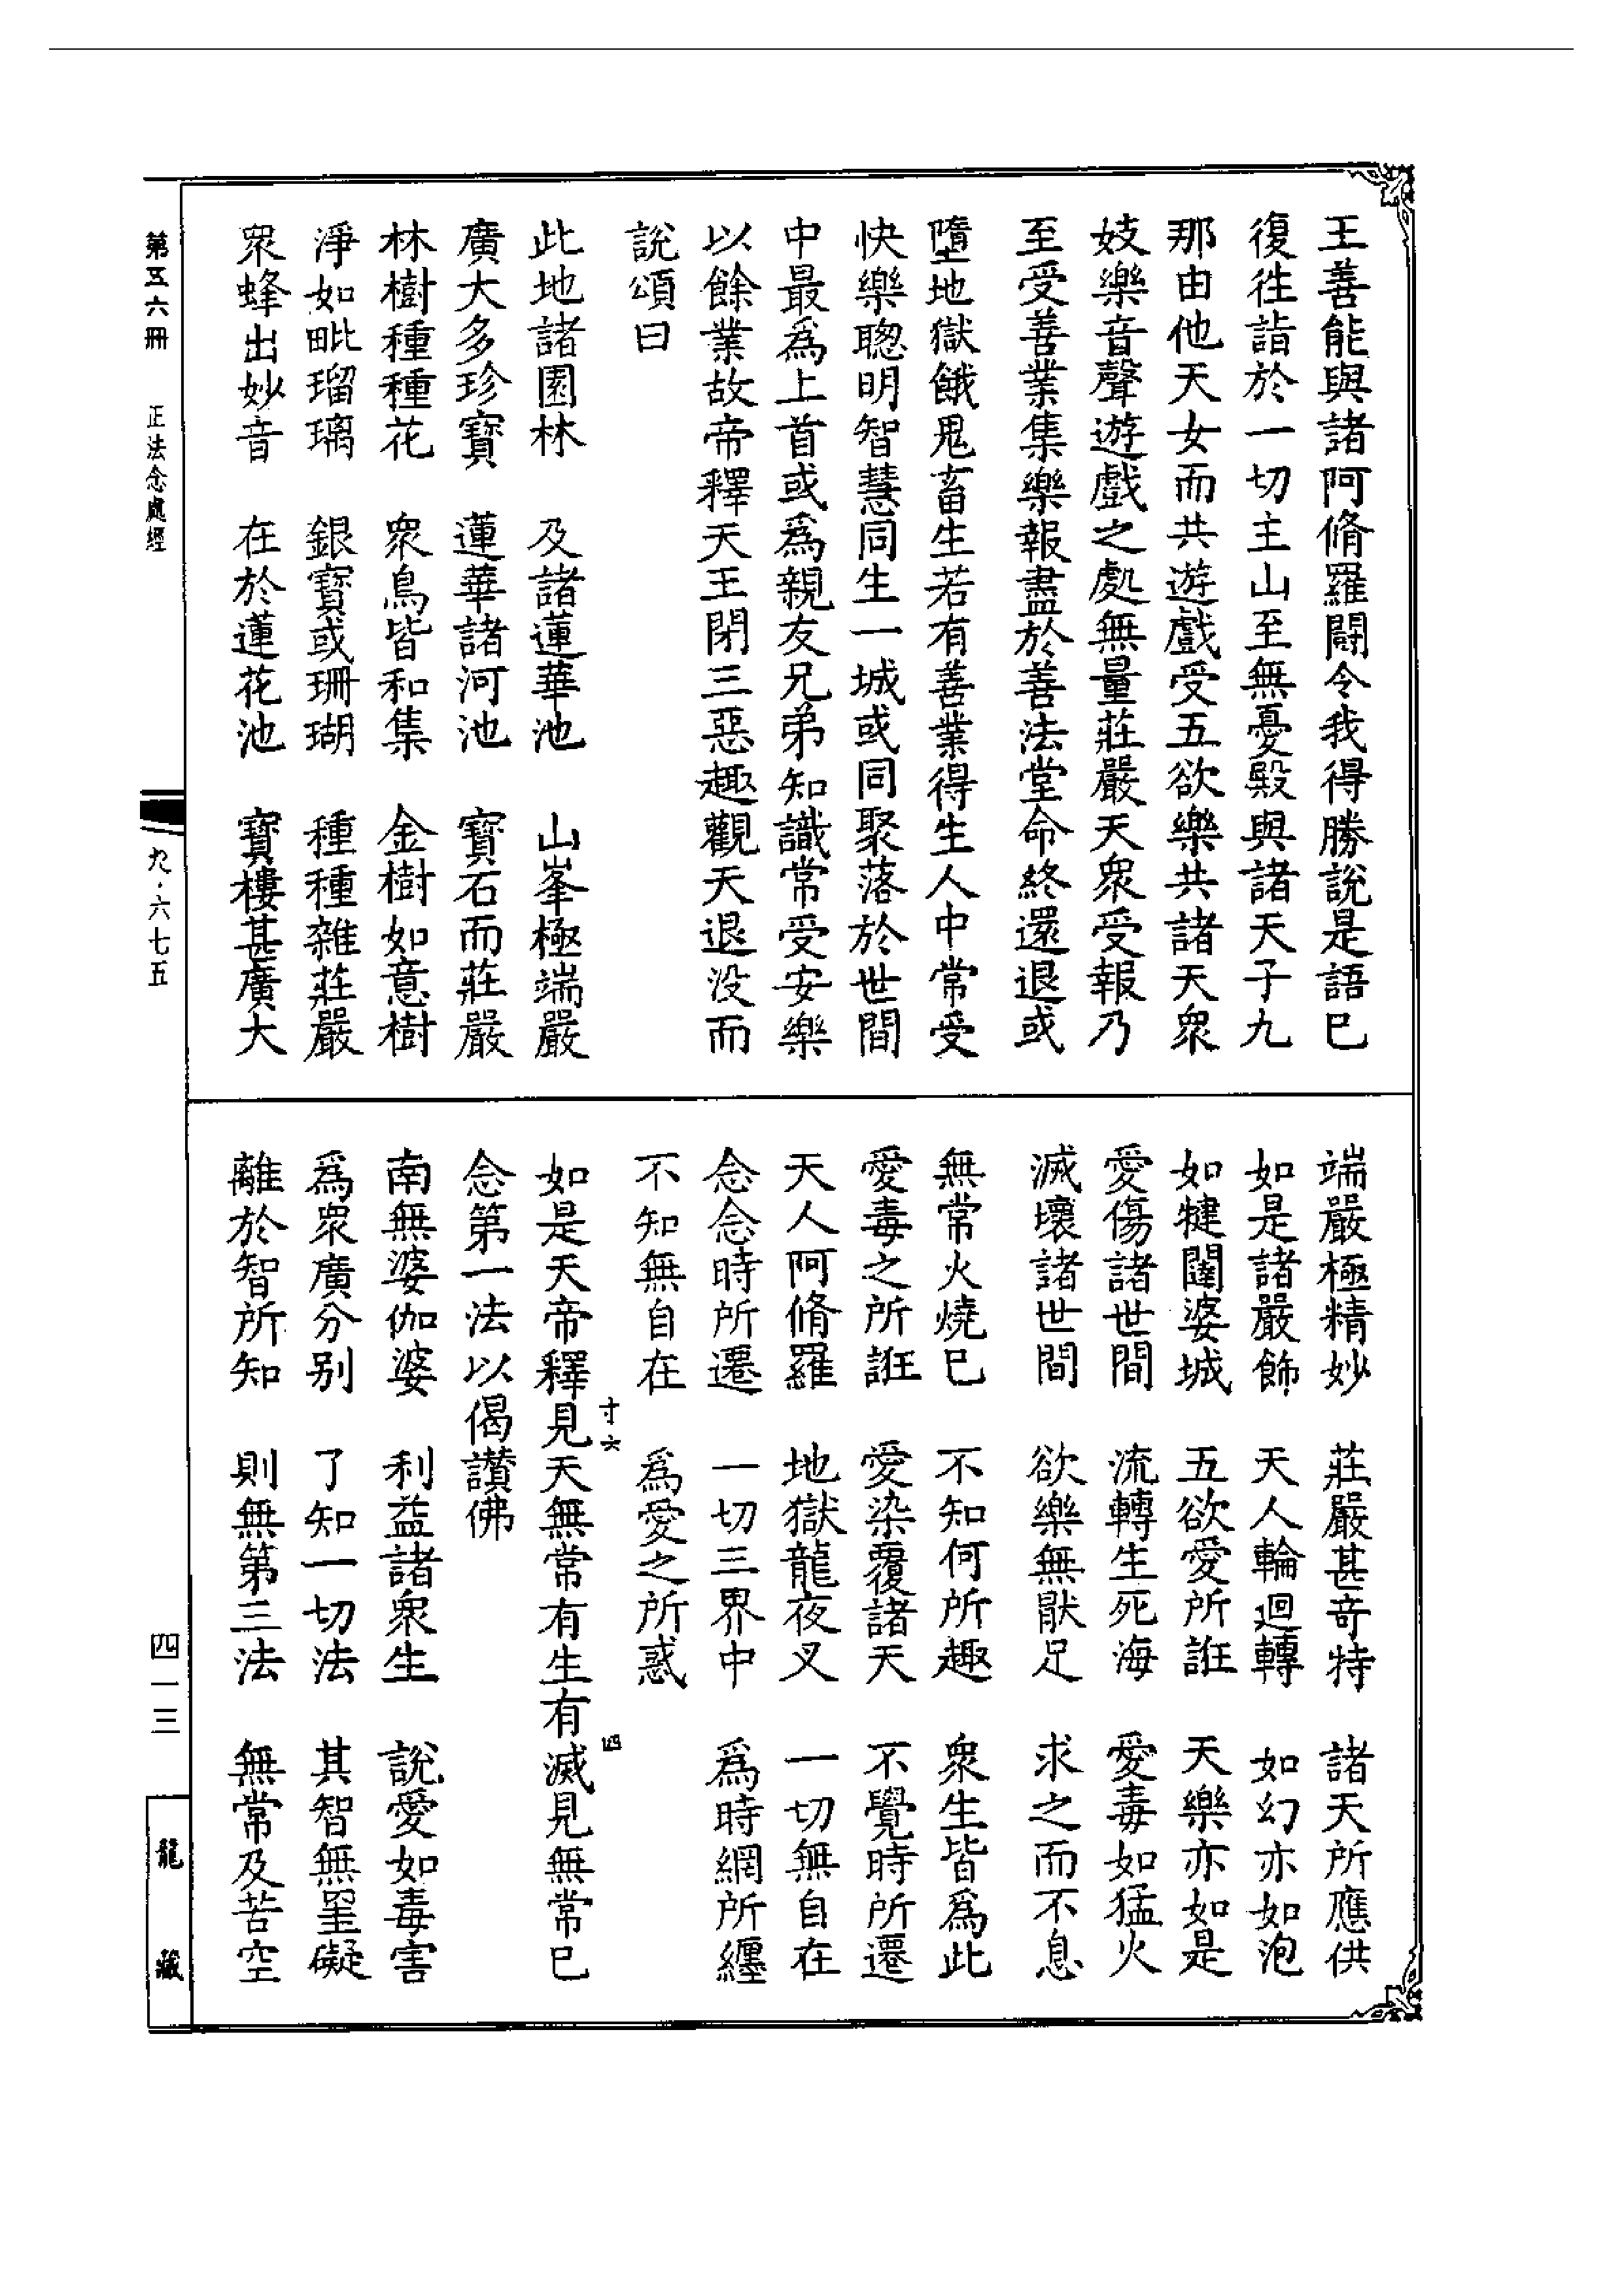 王善能與諸阿脩羅鬪令我得勝說是語已
復往詣於一切主山至無憂殿與諸天子九
那由他天女而共遊戲受五欲樂共諸天衆
妓樂音聲遊戲之處無量莊嚴天衆受報乃
至受善業集樂報盡於善法堂命終還退或
墮地獄餓鬼畜生若有善業得生人中常受
快樂聰明智慧同生一城或同聚落於世間
中最爲上首或爲親友兄弟知識常受安樂
以餘業故帝釋天王閉三惡趣觀天退没而
說頌曰
此地諸園林　及諸蓮華池　山峯極端嚴
廣大多珍寶　蓮華諸河池　寶石而莊嚴
林樹種種花　衆鳥皆和集　金樹如意樹
淨如毗瑠璃　銀寶或珊瑚　種種雜莊嚴
衆蜂出妙音　在於蓮花池　寶樓甚廣大
端嚴極精妙　莊嚴甚奇特　諸天所應供
如是諸嚴飾　天人輪迴轉　如幻亦如泡
如犍闥婆城　五欲愛所誑　天樂亦如是
愛傷諸世間　流轉生死海　愛毒如猛火
滅壞諸世間　欲樂無猒足　求之而不息
無常火燒已　不知何所趣　衆生皆爲此
愛毒之所誑　愛染覆諸天　不覺時所遷
天人阿脩羅　地獄龍夜叉　一切無自在
念念時所遷　一切三界中　爲時網所纏
不知無自在　爲愛之所惑
如是天帝釋見天無常有生有滅見無常已
念第一法以偈讚佛
南無婆伽婆　利益諸衆生　說愛如毒害
爲衆廣分別　了知一切法　其智無罣礙
離於智所知　則無第三法　無常及苦空
寸六
四
第五六冊　正法念處經
九·六七五
四一三
龍藏